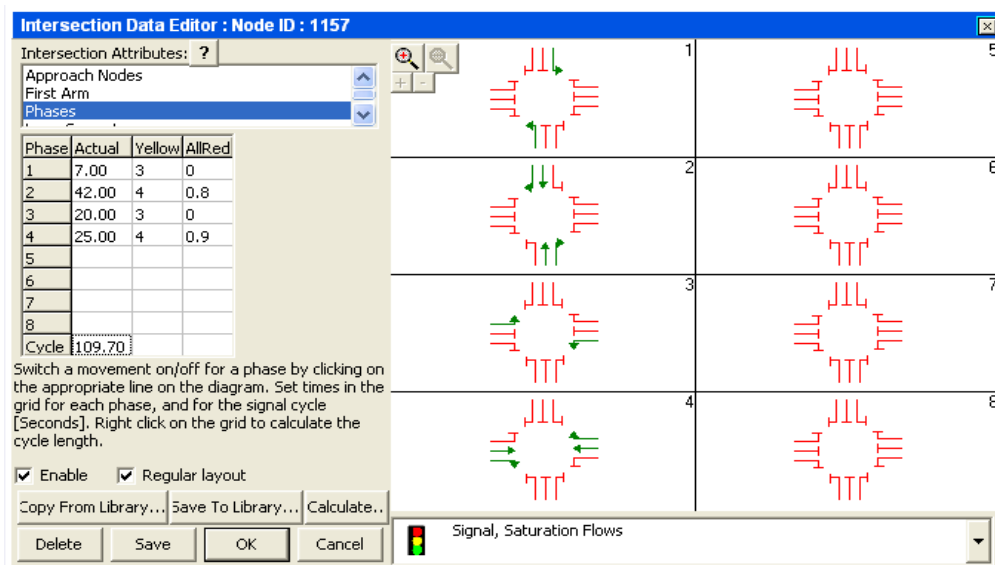 Intersection Data Editor : Node ID : 1157
Intersection Attributes: ?
Approach Nodes
First Arm
Phases
+ -
Phase Actual Yellow AllRed
1 7.00 3 0
2 42.00 4 0.8
3 20.00 3 0
4 25.00 4 0.9
5
6
7
8
Cycle 109.70
Switch a movement on/off for a phase by clicking on
the appropriate line on the diagram. Set times in the
grid for each phase, and for the signal cycle
[Seconds]. Right click on the grid to calculate the
cycle length.
Enable Regular layout
Copy From Library... Save To Library... Calculate..
Delete Save OK Cancel
1 5
2 6
3 7
4 8
Signal, Saturation Flows